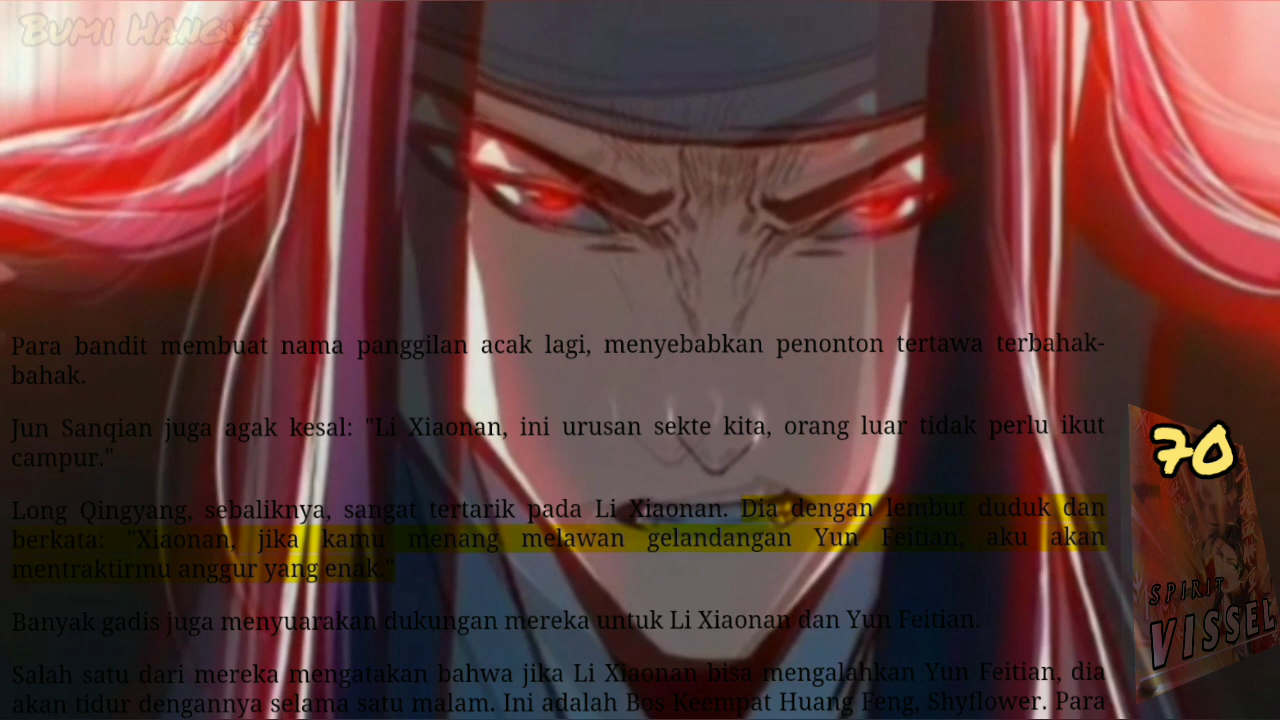 Bumi Hangus
Para bandit membuat nama panggilan acak lagi, menyebabkan penonton tertawa terbahak-
bahak.
Jun Sanqian juga agak kesal: "Li Xiaonan, ini urusan sekte kita, orang luar tidak perlu ikut
campur."
Long Qingyang, sebaliknya, sangat tertarik pada Li Xiaonan. Dia dengan lembut duduk dan
berkata: "Xiaonan, jika kamu menang melawan gelandangan Yun Feitian, aku akan
mentraktirmu anggur yang enak."
Banyak gadis juga menyuarakan dukungan mereka untuk Li Xiaonan dan Yun Feitian.
Salah satu dari mereka mengatakan bahwa jika Li Xiaonan bisa mengalahkan Yun Feitian, dia
akan tidur dengannya selama satu malam. Ini adalah Bos Keempat Huang Feng, Shyflower. Para
70
SPIRIT
VISSEL